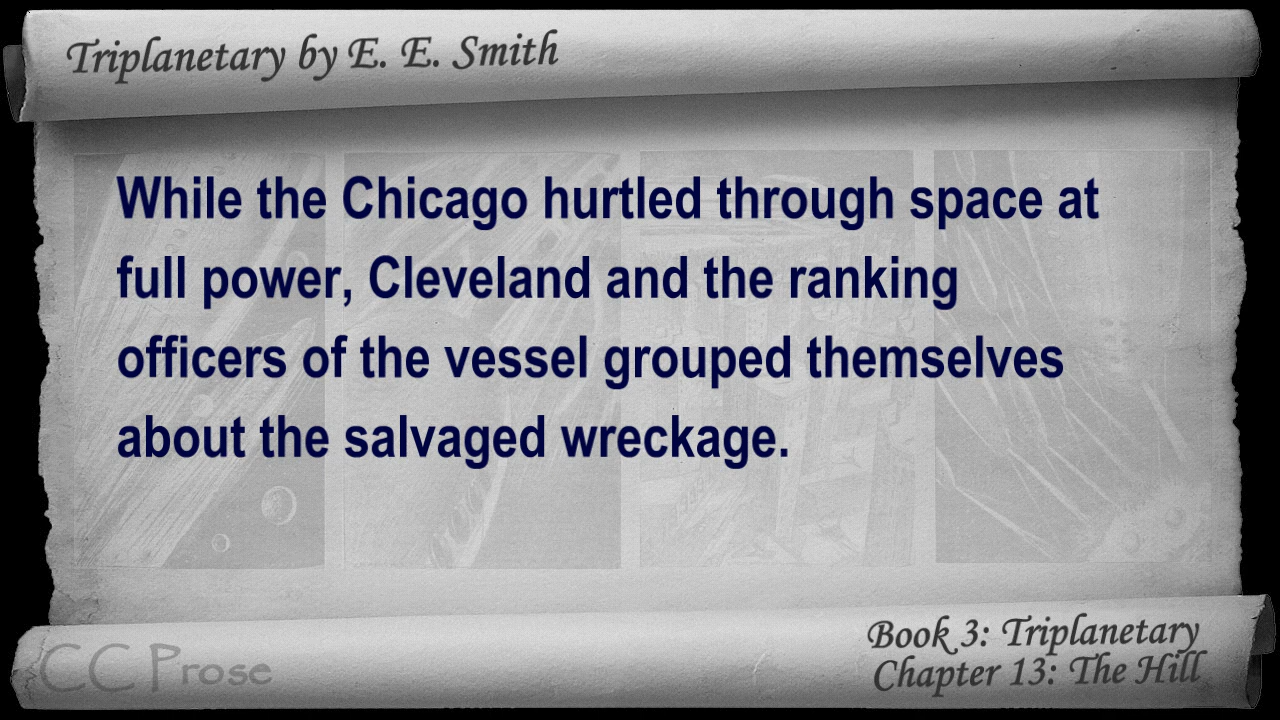 Triplanetary by E. E. Smith
While the Chicago hurtled through space at
full power, Cleveland and the ranking
officers of the vessel grouped themselves
about the salvaged wreckage.
Book 3: Triplanetary
Chapter 13: The Hill
CC Prose